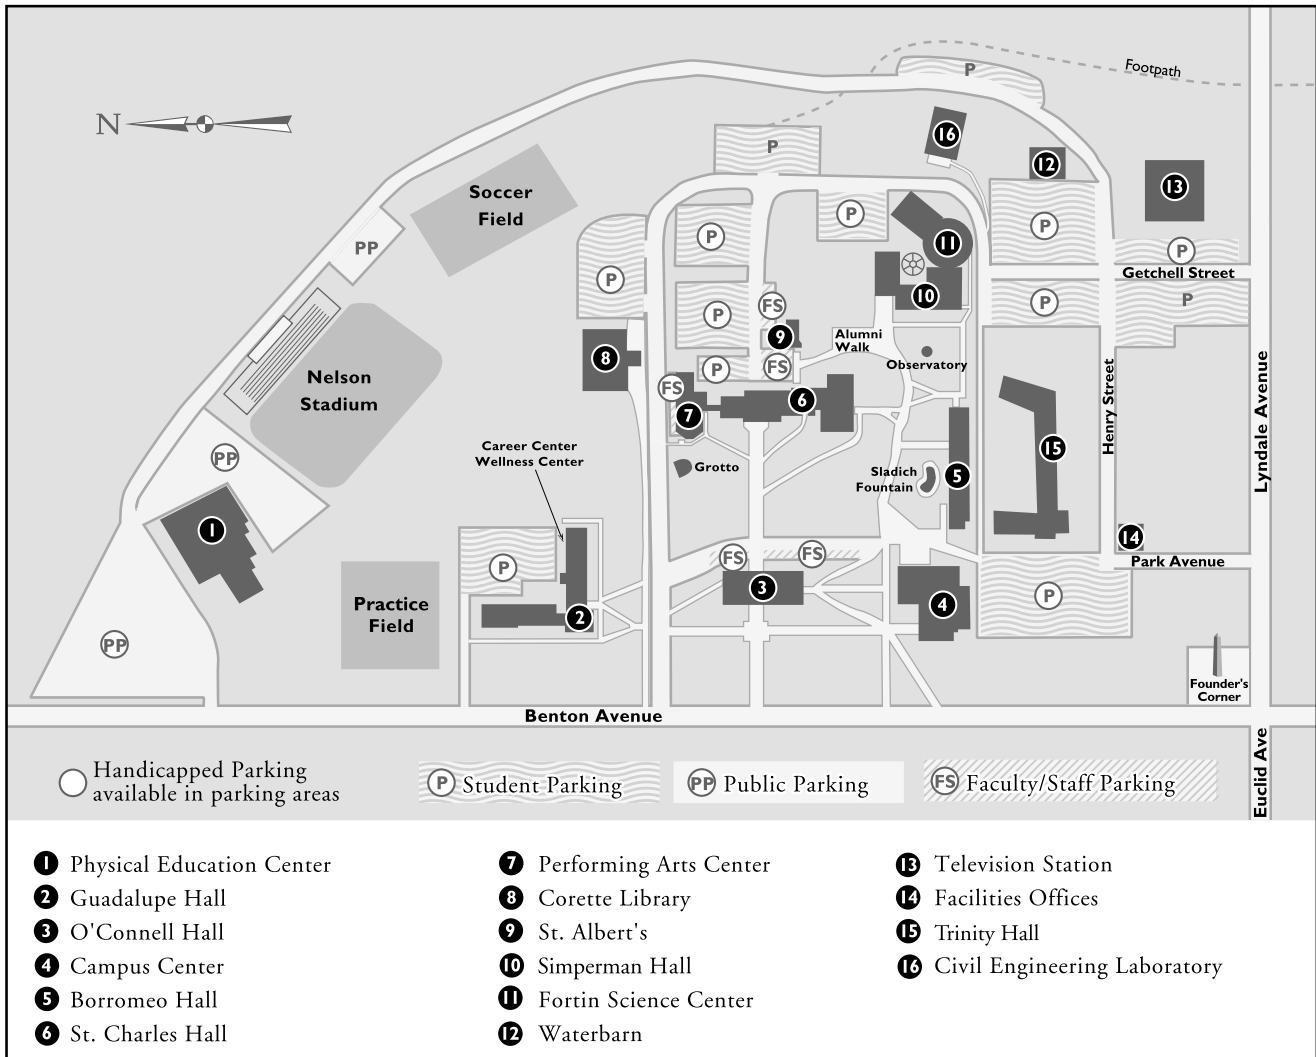 P
Footpath
N
16
P
12
13
Soccer
Field
P
P
P
11
PP
P
P
Getchell Street
10
FS
P
P
P
9
Alumni
Walk
8
FS
P
Observatory
Nelson
Stadium
FS
7
6
Henry Street
Lyndale Avenue
15
Career Center
Wellness Center
PP
Grotto
Sladich
Fountain
5
1
14
FS
FS
Park Avenue
P
3
Practice
Field
2
4
P
PP
Founder's
Corner
Benton Avenue
Euclid Ave
Handicapped Parking
available in parking areas
P Student Parking
PP Public Parking
FS Faculty/Staff Parking
1 Physical Education Center
2 Guadalupe Hall
3 O'Connell Hall
4 Campus Center
5 Borromeo Hall
6 St. Charles Hall
7 Performing Arts Center
8 Corette Library
9 St. Albert's
10 Simperman Hall
11 Fortin Science Center
12 Waterbarn
13 Television Station
14 Facilities Offices
15 Trinity Hall
16 Civil Engineering Laboratory